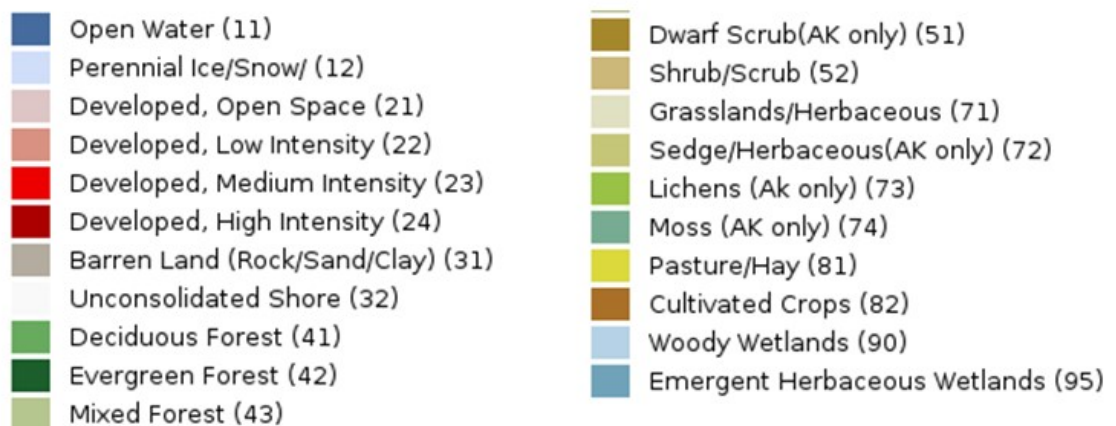 Open Water (11)
Perennial Ice/Snow/ (12)
Developed, Open Space (21)
Developed, Low Intensity (22)
Developed, Medium Intensity (23)
Developed, High Intensity (24)
Barren Land (Rock/Sand/Clay) (31)
Unconsolidated Shore (32)
Deciduous Forest (41)
Evergreen Forest (42)
Mixed Forest (43)
Dwarf Scrub(AK only) (51)
Shrub/Scrub (52)
Grasslands/Herbaceous (71)
Sedge/Herbaceous(AK only) (72)
Lichens (Ak only) (73)
Moss (AK only) (74)
Pasture/Hay (81)
Cultivated Crops (82)
Woody Wetlands (90)
Emergent Herbaceous Wetlands (95)